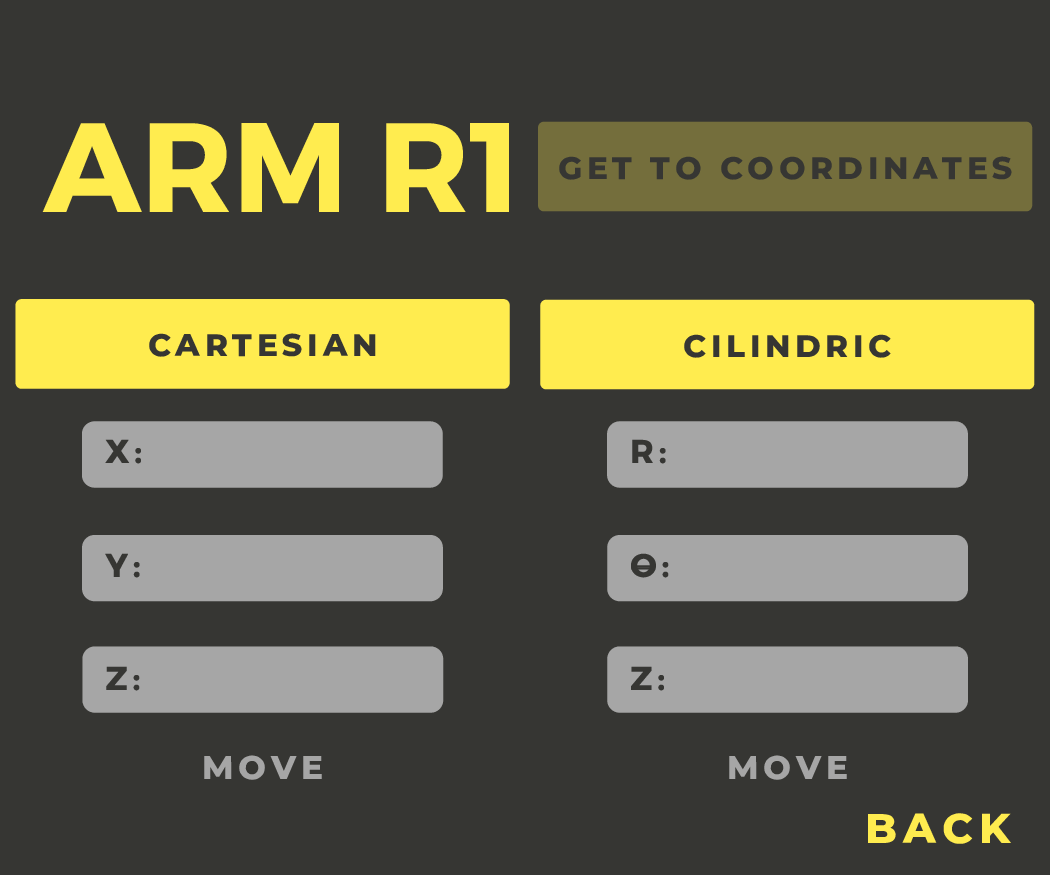 ARM R1
GET TO COORDINATES
CARTESIAN
CILINDRIC
X:
R:
Y:
Θ:
Z:
Z:
MOVE
MOVE
BACK